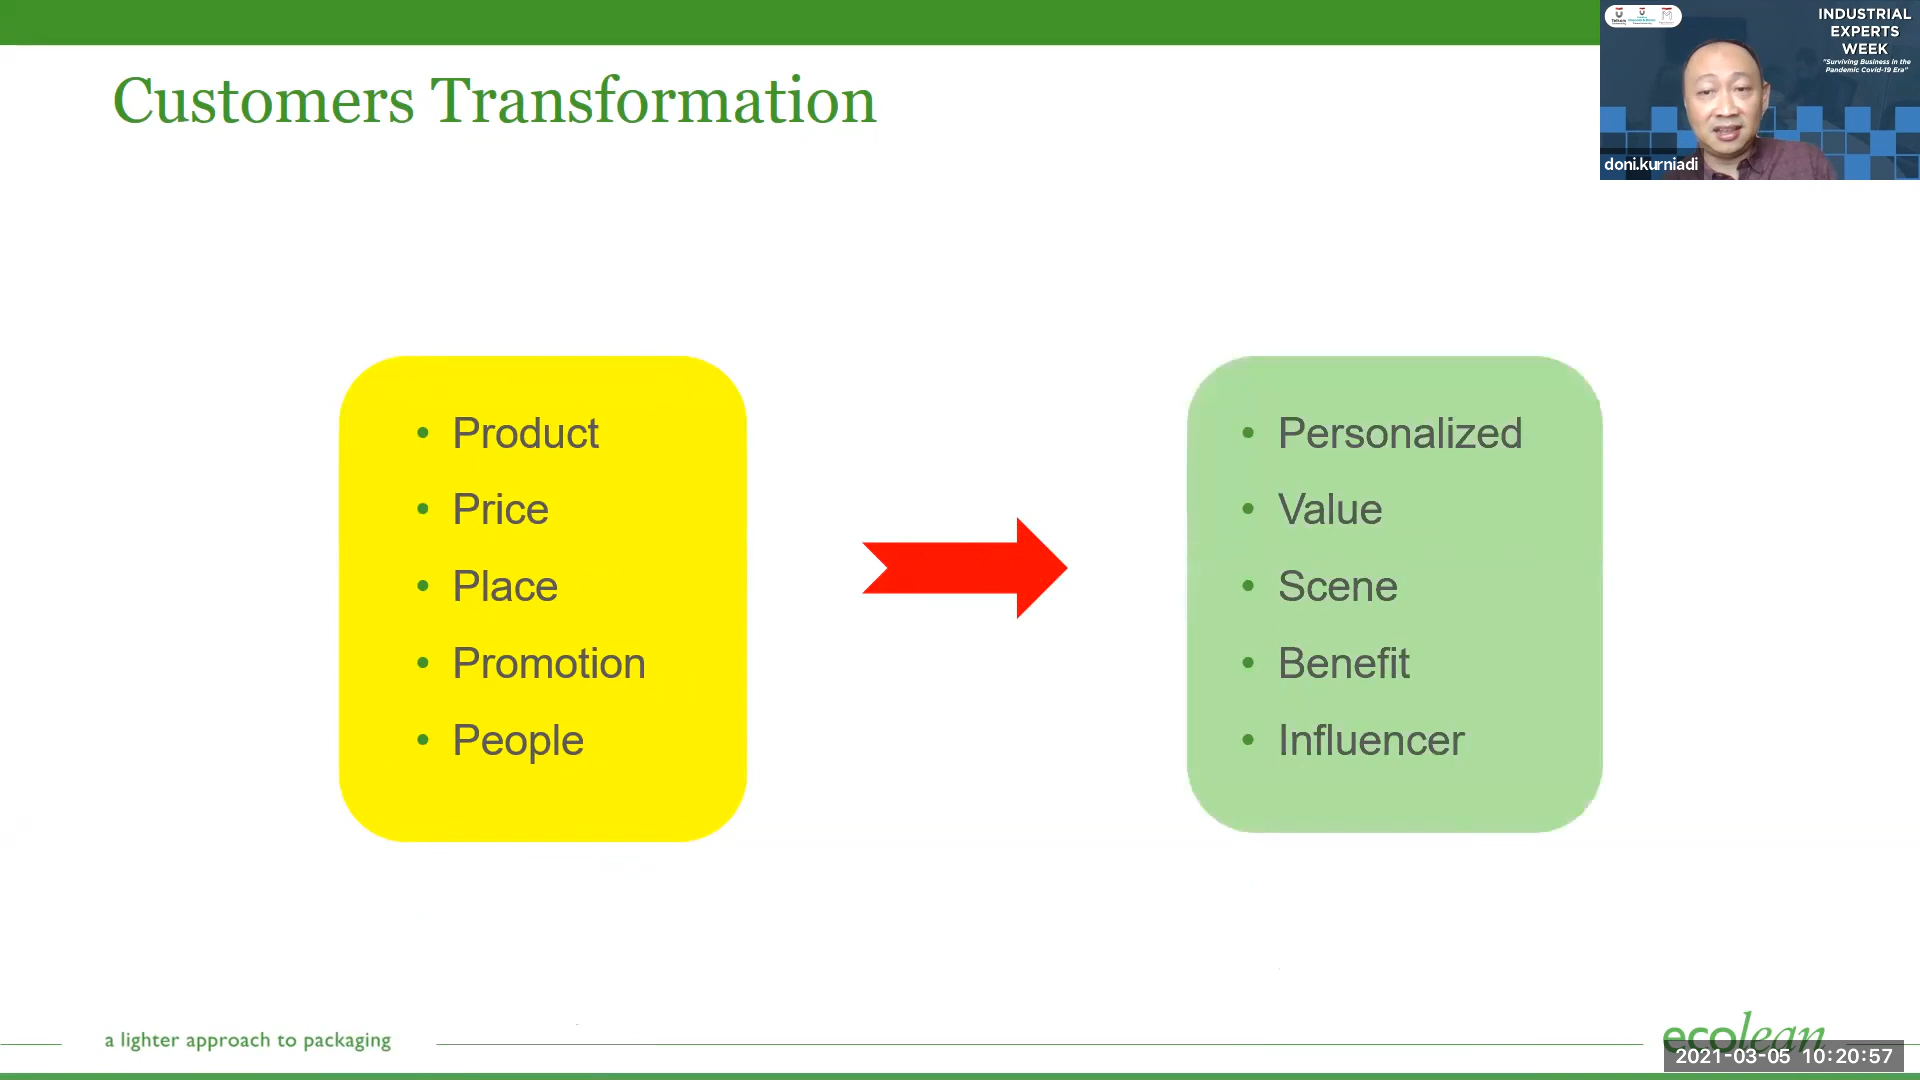 Customers Transformation
INDUSTRIAL
EXPERTS
WEEK
"Surviving Business in the
Pandemic Covid-19 Era"
doni.kurniadi
• Product
• Price
• Place
• Promotion
• People
• Personalized
• Value
• Scene
• Benefit
• Influencer
a lighter approach to packaging
ecolean
2021-03-05 10:20:57